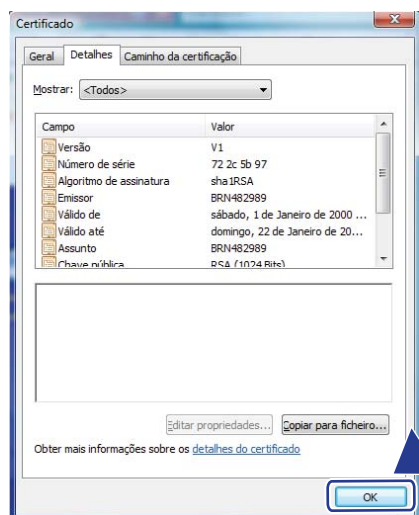 Certificado
Geral Detalhes Caminho da certificação
Mostrar: <Todos>
Campo Valor
Versão V1
Número de série 72 2c 5b 97
Algoritmo de assinatura sha1RSA
Emissor BRN482989
Válido de sábado, 1 de Janeiro de 2000 ...
Válido até domingo, 22 de Janeiro de 20...
Assunto BRN482989
Chave pública RSA (1024 Bits)
Editar propriedades... Copiar para ficheiro...
Obter mais informações sobre os detalhes do certificado
OK